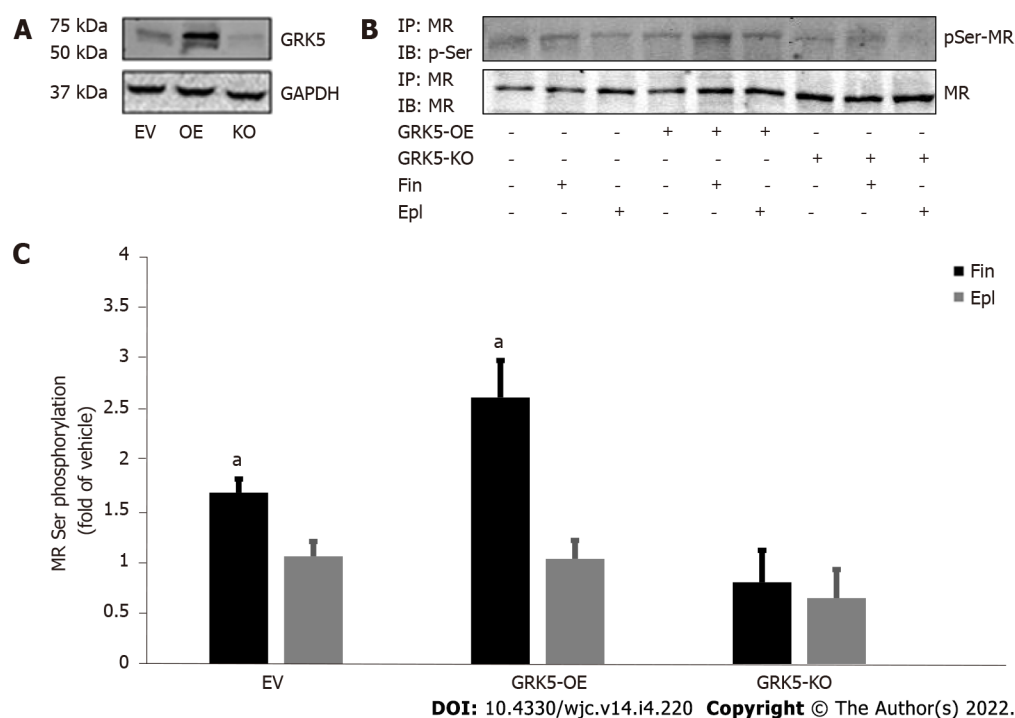 A
75 kDa
50 kDa
GRK5
37 kDa
GAPDH
EV OE KO
B
IP: MR
IB: p-Ser
pSer-MR
IP: MR
IB: MR
MR
GRK5-OE - - - + + + - - -
GRK5-KO - - - - - - + + +
Fin - + - - + - - + -
Epl - - + - - + - - +
C
4
3.5
3
2.5
2
1.5
1
0.5
0
MR Ser phosphorylation
(fold of vehicle)
a
a
Fin
Epl
EV GRK5-OE GRK5-KO
DOI: 10.4330/wjc.v14.i4.220 Copyright © The Author(s) 2022.